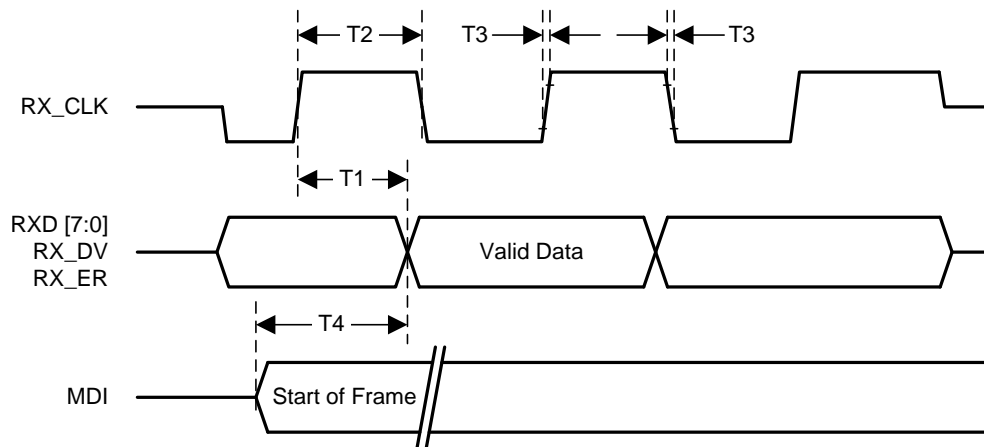 T2
T3
T3
RX_CLK
T1
RXD [7:0]
RX_DV
RX_ER
Valid Data
T4
MDI
Start of Frame